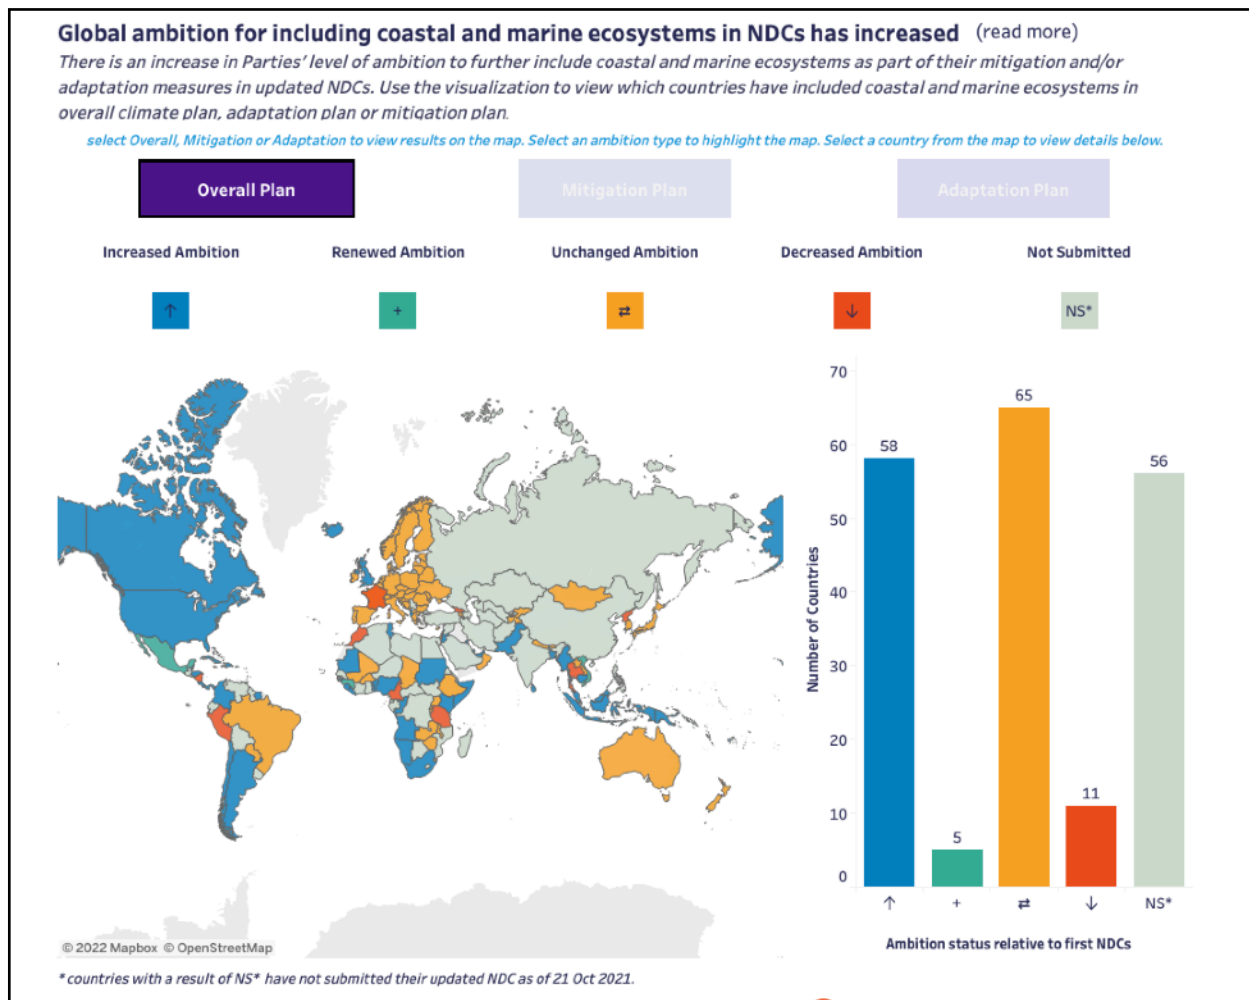 Global ambition for including coastal and marine ecosystems in NDCs has increased (read more)
There is an increase in Parties' level of ambition to further include coastal and marine ecosystems as part of their mitigation and/or
adaptation measures in updated NDCs. Use the visualization to view which countries have included coastal and marine ecosystems in
overall climate plan, adaptation plan or mitigation plan.
select Overall, Mitigation or Adaptation to view results on the map. Select an ambition type to highlight the map. Select a country from the map to view details below.
Overall Plan Mitigation Plan Adaptation Plan
Increased Ambition Renewed Ambition Unchanged Ambition Decreased Ambition Not Submitted
↑ + ⇄ ↓ NS*
70
65
60
58
56
50
Number of Countries
40
30
20
10
11
5
0
↑ + ⇄ ↓ NS*
Ambition status relative to first NDCs
© 2022 Mapbox © OpenStreetMap
* countries with a result of NS* have not submitted their updated NDC as of 21 Oct 2021.